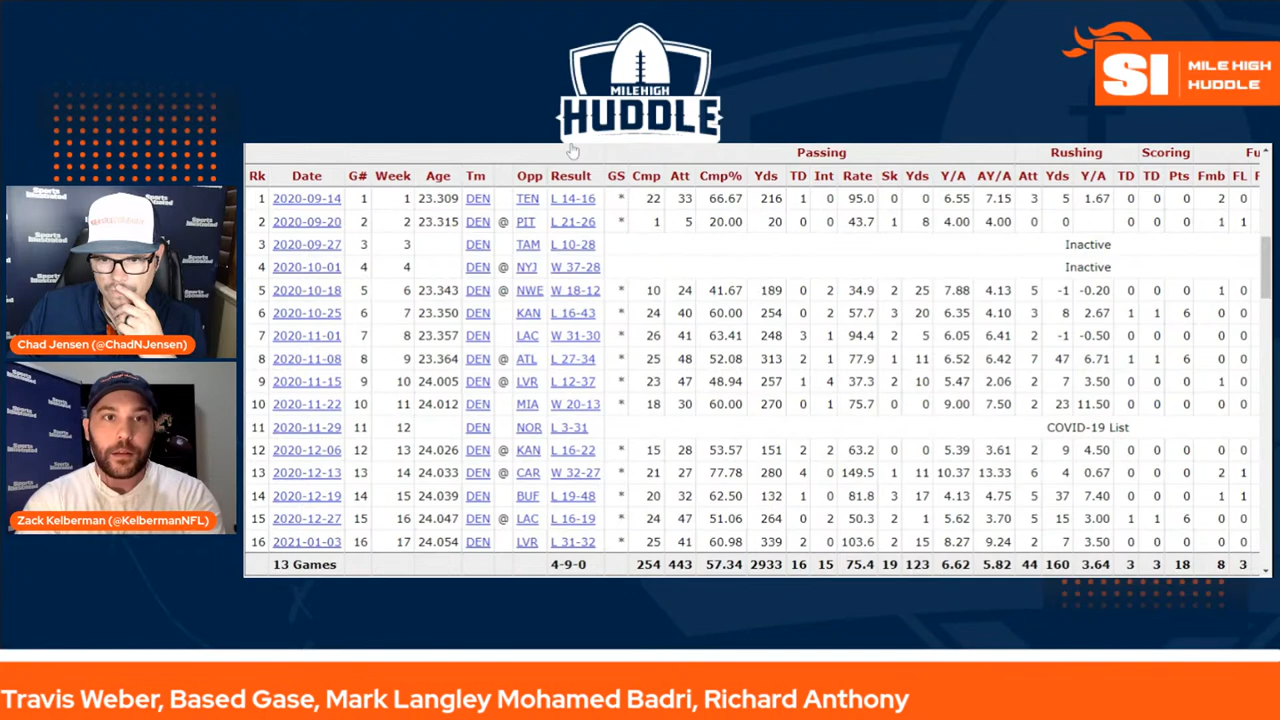 MILE HIGH
HUDDLE
SI
MILE HIGH
HUDDLE
Passing Rushing Scoring Fu
Rk Date G# Week Age Tm Opp Result GS Cmp Att Cmp% Yds TD Int Rate Sk Yds Y/A AY/A Att Yds Y/A TD TD Pts Fmb FL
1 2020-09-14 1 1 23.309 DEN TEN L 14-16 22 33 66.67 216 1 0 95.0 0 0 6.55 7.15 3 5 1.67 0 0 0 2 0
2 2020-09-20 2 2 23.315 DEN @ PIT L 21-26 * 1 5 20.00 20 0 0 43.7 1 8 4.00 4.00 0 0 0 0 0 1 1
3 2020-09-27 3 3 DEN TAM L 10-28 Inactive
4 2020-10-01 4 4 DEN @ NYJ W 37-28 Inactive
5 2020-10-18 5 6 23.343 DEN @ NWE W 18-12 * 10 24 41.67 189 0 2 34.9 2 25 7.88 4.13 5 -1 -0.20 0 0 0 1 0
6 2020-10-25 6 7 23.350 DEN KAN L 16-43 * 24 40 60.00 254 0 2 57.7 3 20 6.35 4.10 3 8 2.67 1 1 6 0 0
7 2020-11-01 7 8 23.357 DEN LAC W 31-30 * 26 41 63.41 248 3 1 94.4 2 8 6.05 6.41 2 -1 -0.50 0 0 0 0 0
8 2020-11-08 8 9 23.364 DEN @ ATL L 27-34 * 25 48 52.08 313 2 1 77.9 1 11 6.52 6.42 7 47 6.71 1 1 6 0 0
9 2020-11-15 9 10 24.005 DEN @ LVR L 12-37 * 23 47 48.94 257 1 4 37.3 2 10 5.47 2.06 2 7 3.50 0 0 0 1 0
10 2020-11-22 10 11 24.012 DEN MIA W 20-13 * 18 30 60.00 270 0 1 75.7 3 6 9.00 7.50 2 23 11.50 0 0 0 0 0
11 2020-11-29 11 12 DEN NOR L 3-31 COVID-19 List
12 2020-12-06 12 13 24.026 DEN @ KAN L 16-22 * 15 28 53.57 151 2 2 63.2 0 0 5.39 3.61 2 9 4.50 0 0 0 0 0
13 2020-12-13 13 14 24.033 DEN @ CAR W 32-27 * 21 27 77.78 280 4 0 149.5 1 11 10.37 13.33 6 4 0.67 0 0 0 2 1
14 2020-12-19 14 15 24.039 DEN BUF L 19-48 * 20 32 62.50 132 1 0 81.8 3 17 4.13 4.75 5 37 7.40 0 0 0 1 1
15 2020-12-27 15 16 24.047 DEN @ LAC L 16-19 * 24 47 51.06 264 0 2 50.3 2 1 5.62 3.70 5 15 3.00 1 1 6 0 0
16 2021-01-03 16 17 24.054 DEN LVR L 31-32 * 25 41 60.98 339 2 0 103.6 2 15 8.27 9.24 2 7 3.50 0 0 0 0 0
13 Games 4-9-0 254 443 57.34 2933 16 15 75.4 19 123 6.62 5.82 44 160 3.64 3 3 18 8 3
Chad Jensen (@ChadNJensen)
Zack Kelberman (@KelbermanNFL)
Travis Weber, Based Gase, Mark Langley Mohamed Badri, Richard Anthony